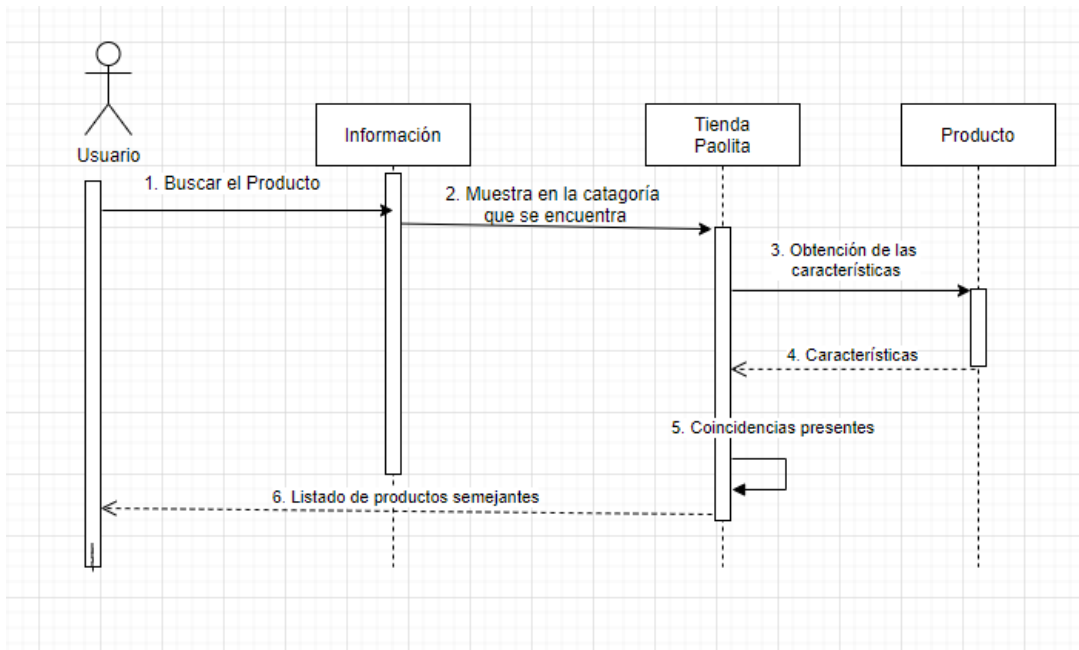 Usuario
Información
Tienda
Paolita
Producto
1. Buscar el Producto
2. Muestra en la catagoría
que se encuentra
3. Obtención de las
características
4. Características
5. Coincidencias presentes
6. Listado de productos semejantes